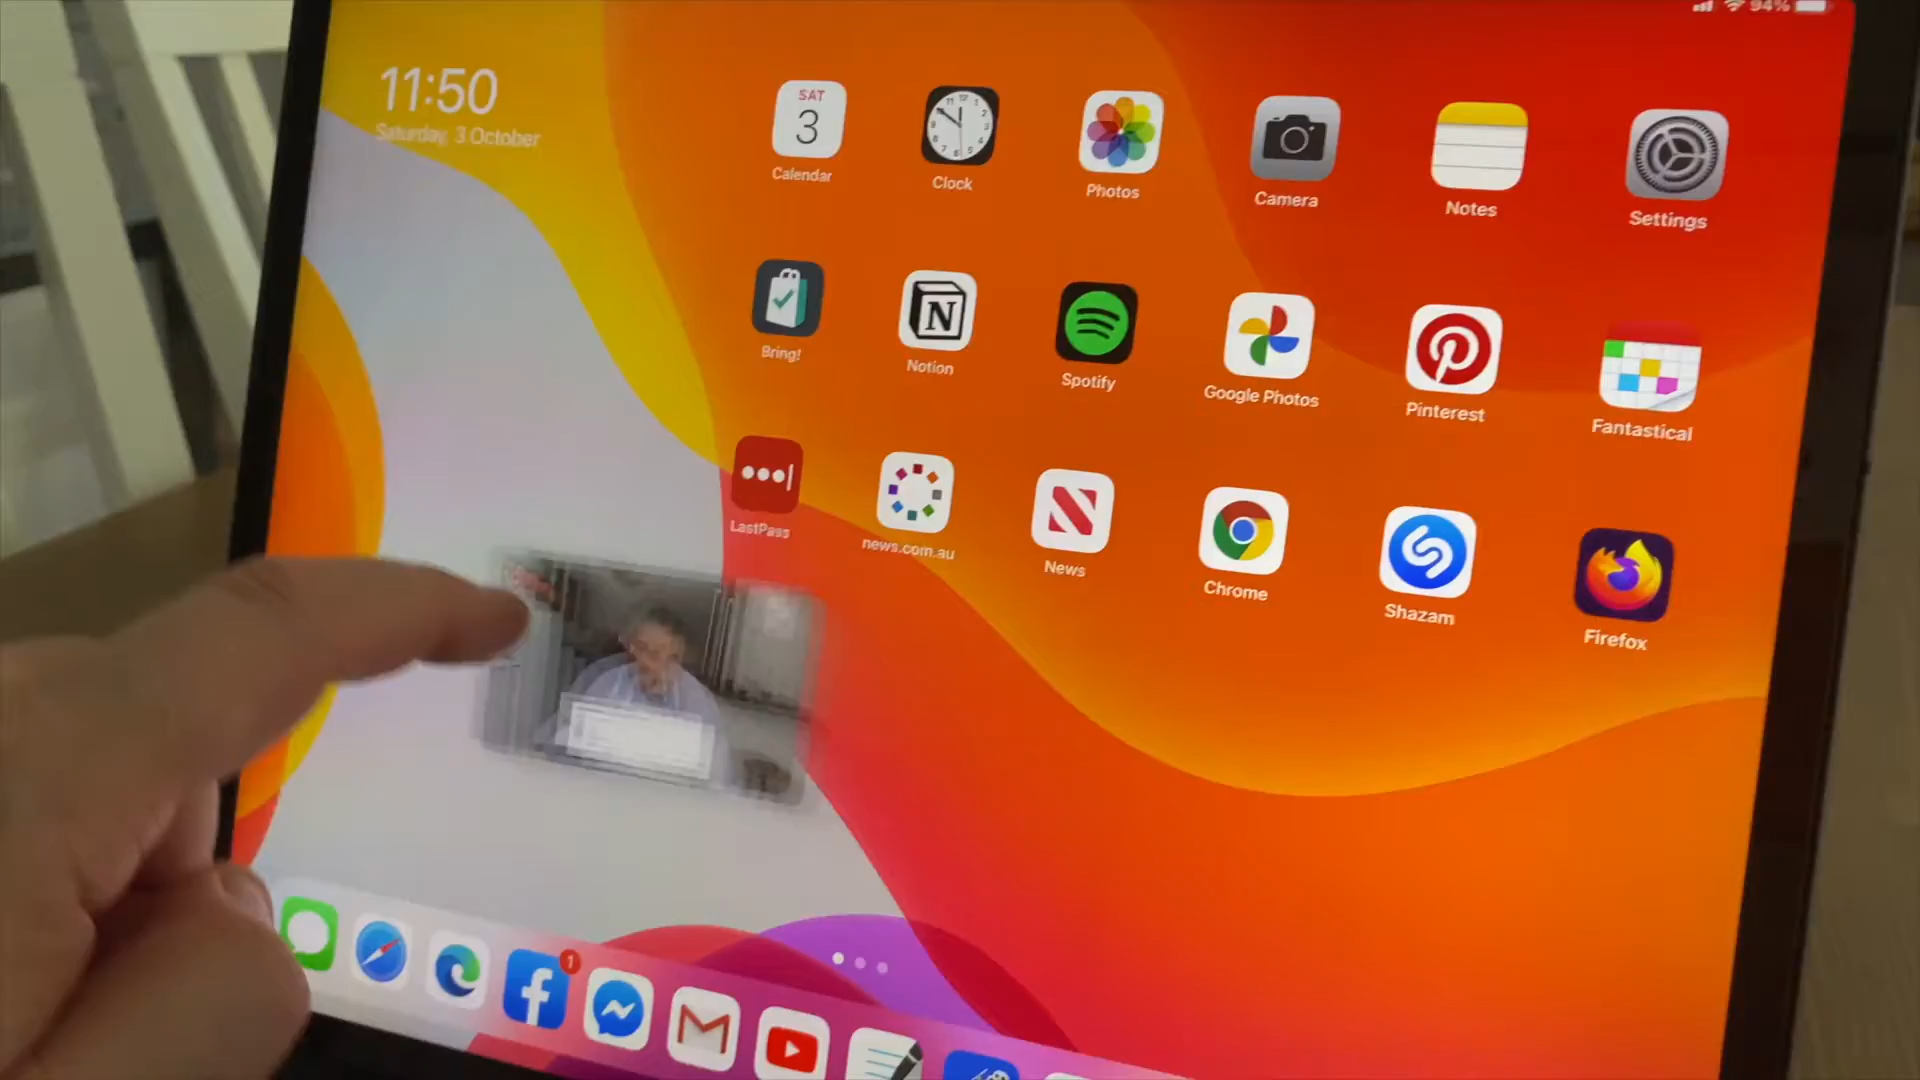 94%
11:50
Saturday, 3 October
SAT
3
Calendar
Clock
Photos
Camera
Notes
Settings
Bring!
N
Notion
Spotify
Google Photos
Pinterest
Fantastical
LastPass
news.com.au
News
Chrome
Shazam
Firefox
1